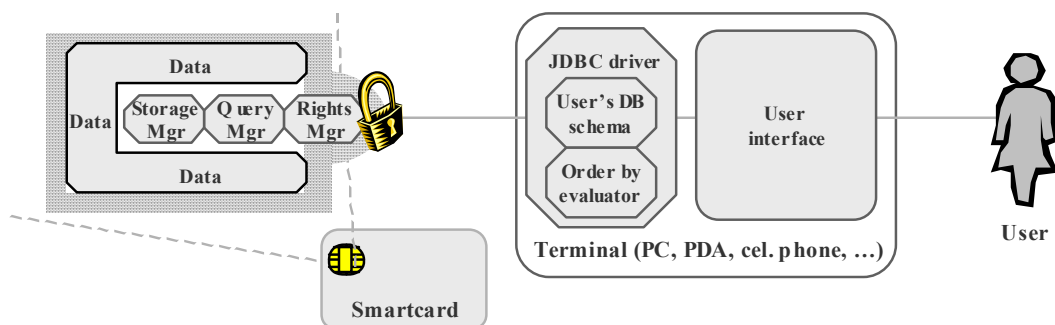 Data
Data
Storage
Mgr
Query
Mgr
Rights
Mgr
Data
JDBC driver
User's DB
schema
Order by
evaluator
User
interface
Terminal (PC, PDA, cel. phone, …)
User
Smartcard